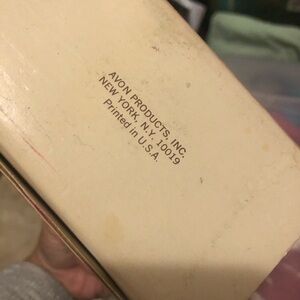 AVON PRODUCTS, INC.
NEW YORK, N.Y. 10019
Printed in U.S.A.